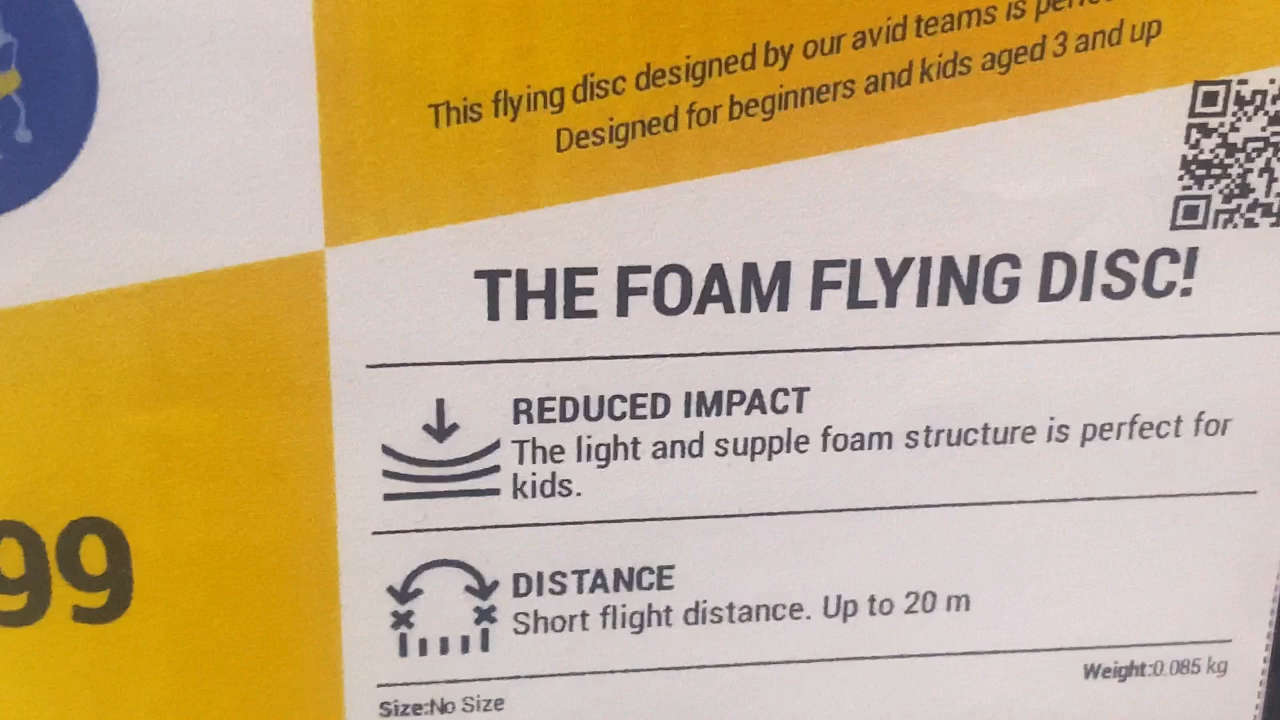 This flying disc designed by our avid teams is
Designed for beginners and kids aged 3 and up
THE FOAM FLYING DISC!
REDUCED IMPACT
The light and supple foam structure is perfect for
kids.
99
DISTANCE
Short flight distance. Up to 20 m
Weight:0.085 kg
Size:No Size